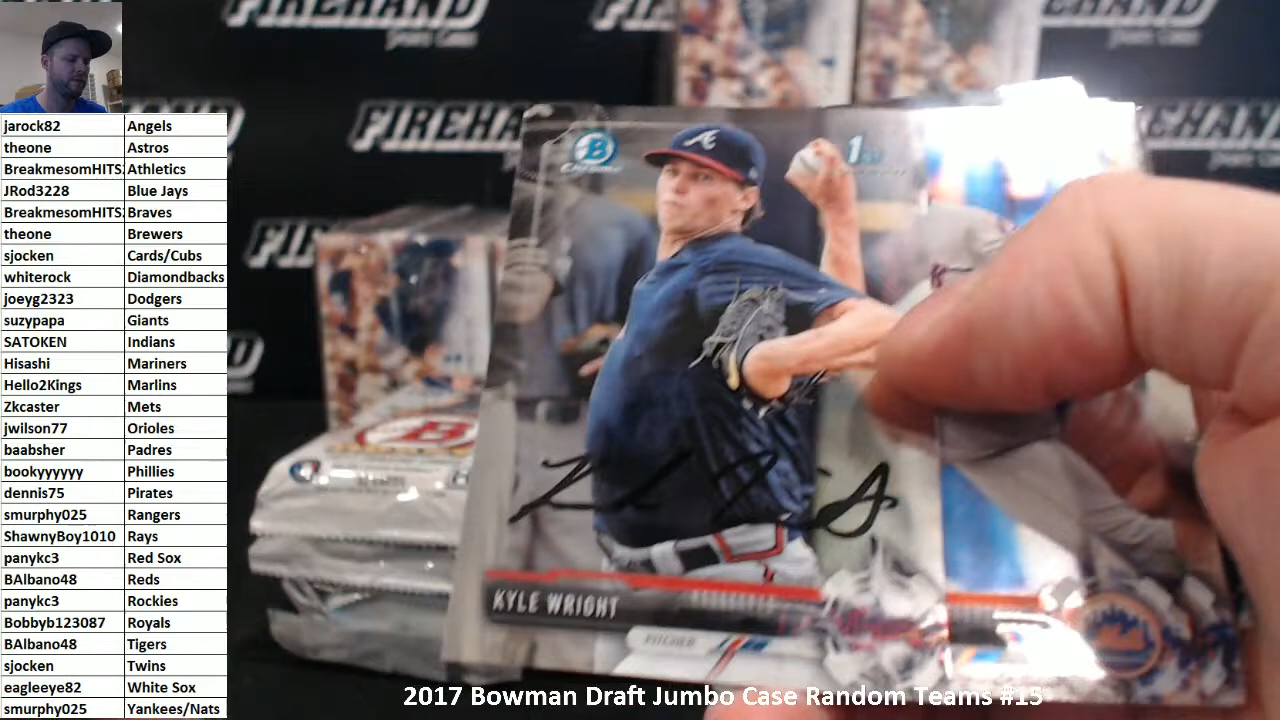 FIREHAND
FIREHAND
FIREHAND
jarock82 Angels
theone Astros
BreakmesomHITS Athletics
JRod3228 Blue Jays
BreakmesomHITS Braves
theone Brewers
sjocken Cards/Cubs
whiterock Diamondbacks
joeyg2323 Dodgers
suzypapa Giants
SATOKEN Indians
Hisashi Mariners
Hello2Kings Marlins
Zkcaster Mets
jwilson77 Orioles
baabsher Padres
bookyyyyyy Phillies
dennis75 Pirates
smurphy025 Rangers
ShawnyBoy1010 Rays
panykc3 Red Sox
BAlbano48 Reds
panykc3 Rockies
Bobbyb123087 Royals
BAlbano48 Tigers
sjocken Twins
eagleeye82 White Sox
smurphy025 Yankees/Nats
B
CHROME
1st
A
B
KYLE WRIGHT
PITCHER
2017 Bowman Draft Jumbo Case Random Teams #15